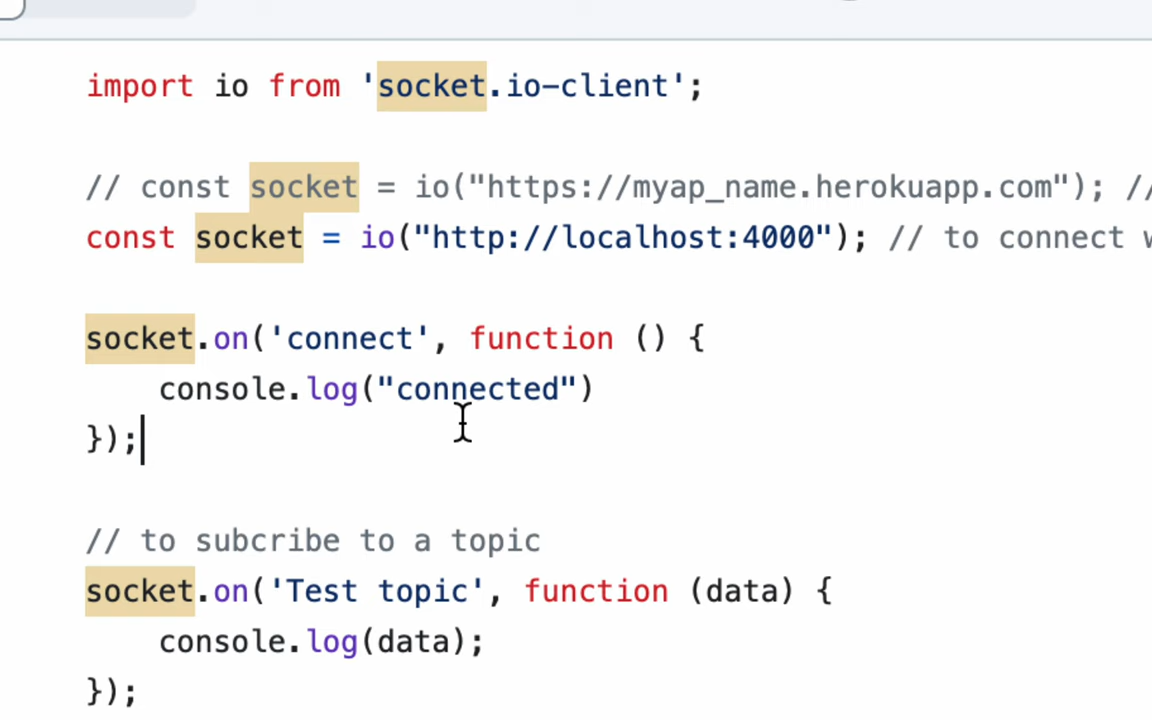 import io from 'socket.io-client';
// const socket = io("https://myap_name.herokuapp.com"); //
const socket = io("http://localhost:4000"); // to connect
socket.on('connect', function () {
console.log("connected")
});
// to subcribe to a topic
socket.on('Test topic', function (data) {
console.log(data);
});